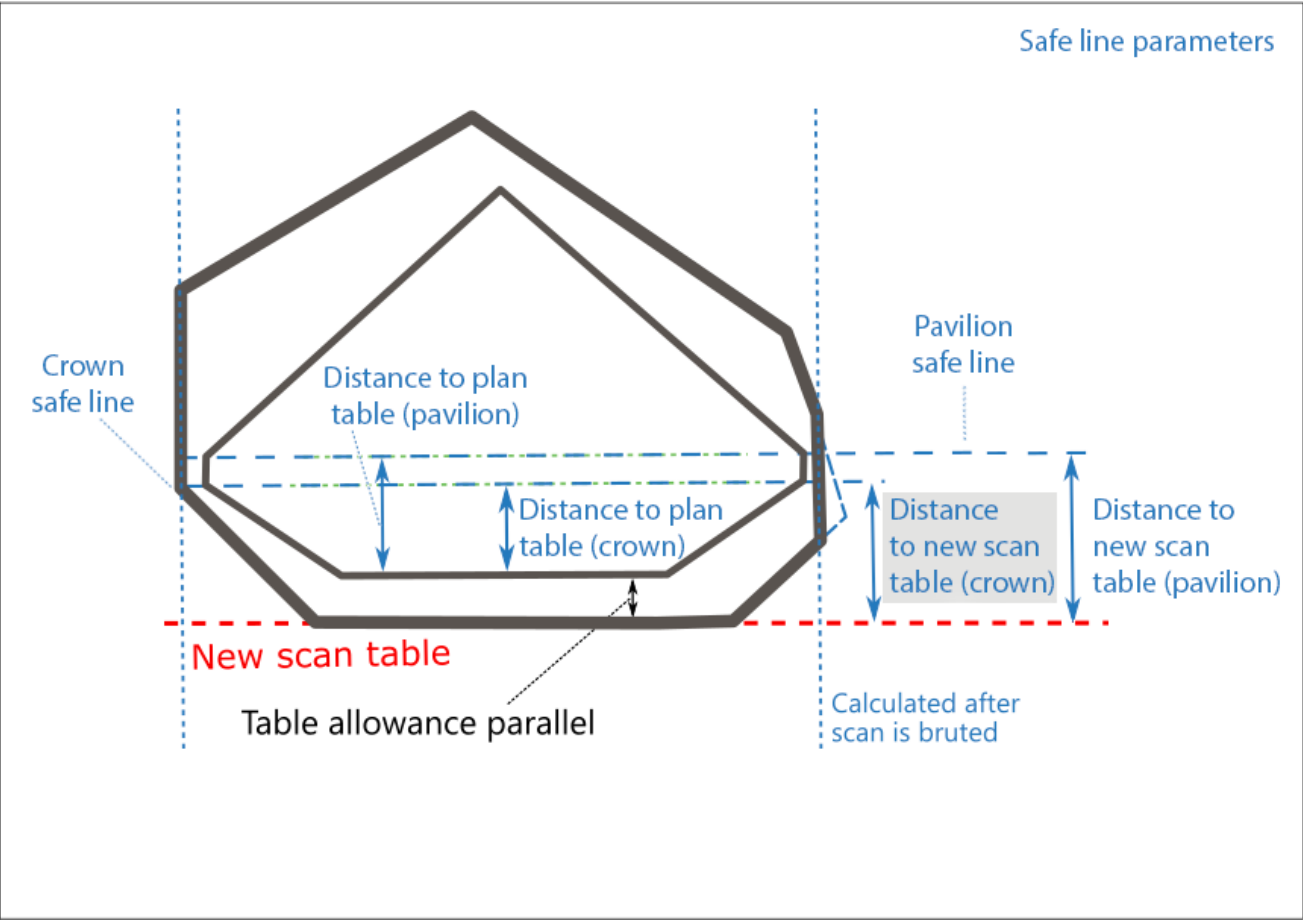 Safe line parameters
Pavilion
safe line
Crown
safe line
Distance to plan
table (pavilion)
Distance to plan
table (crown)
Distance
to new scan
table (crown)
Distance to
new scan
table (pavilion)
New scan table
Table allowance parallel
Calculated after
scan is bruted